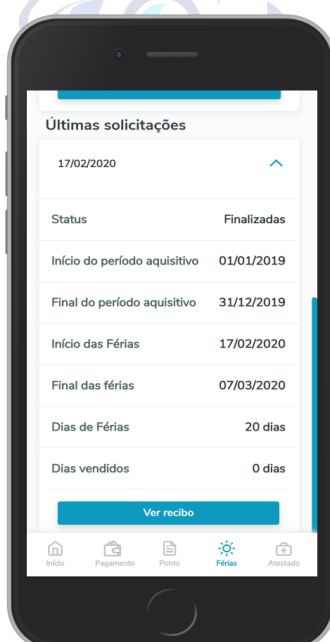 Últimas solicitações
17/02/2020
Status Finalizadas
Início do período aquisitivo 01/01/2019
Final do período aquisitivo 31/12/2019
Início das Férias 17/02/2020
Final das férias 07/03/2020
Dias de Férias 20 dias
Dias vendidos 0 dias
Ver recibo
Início Pagamento Ponto Férias Atestado